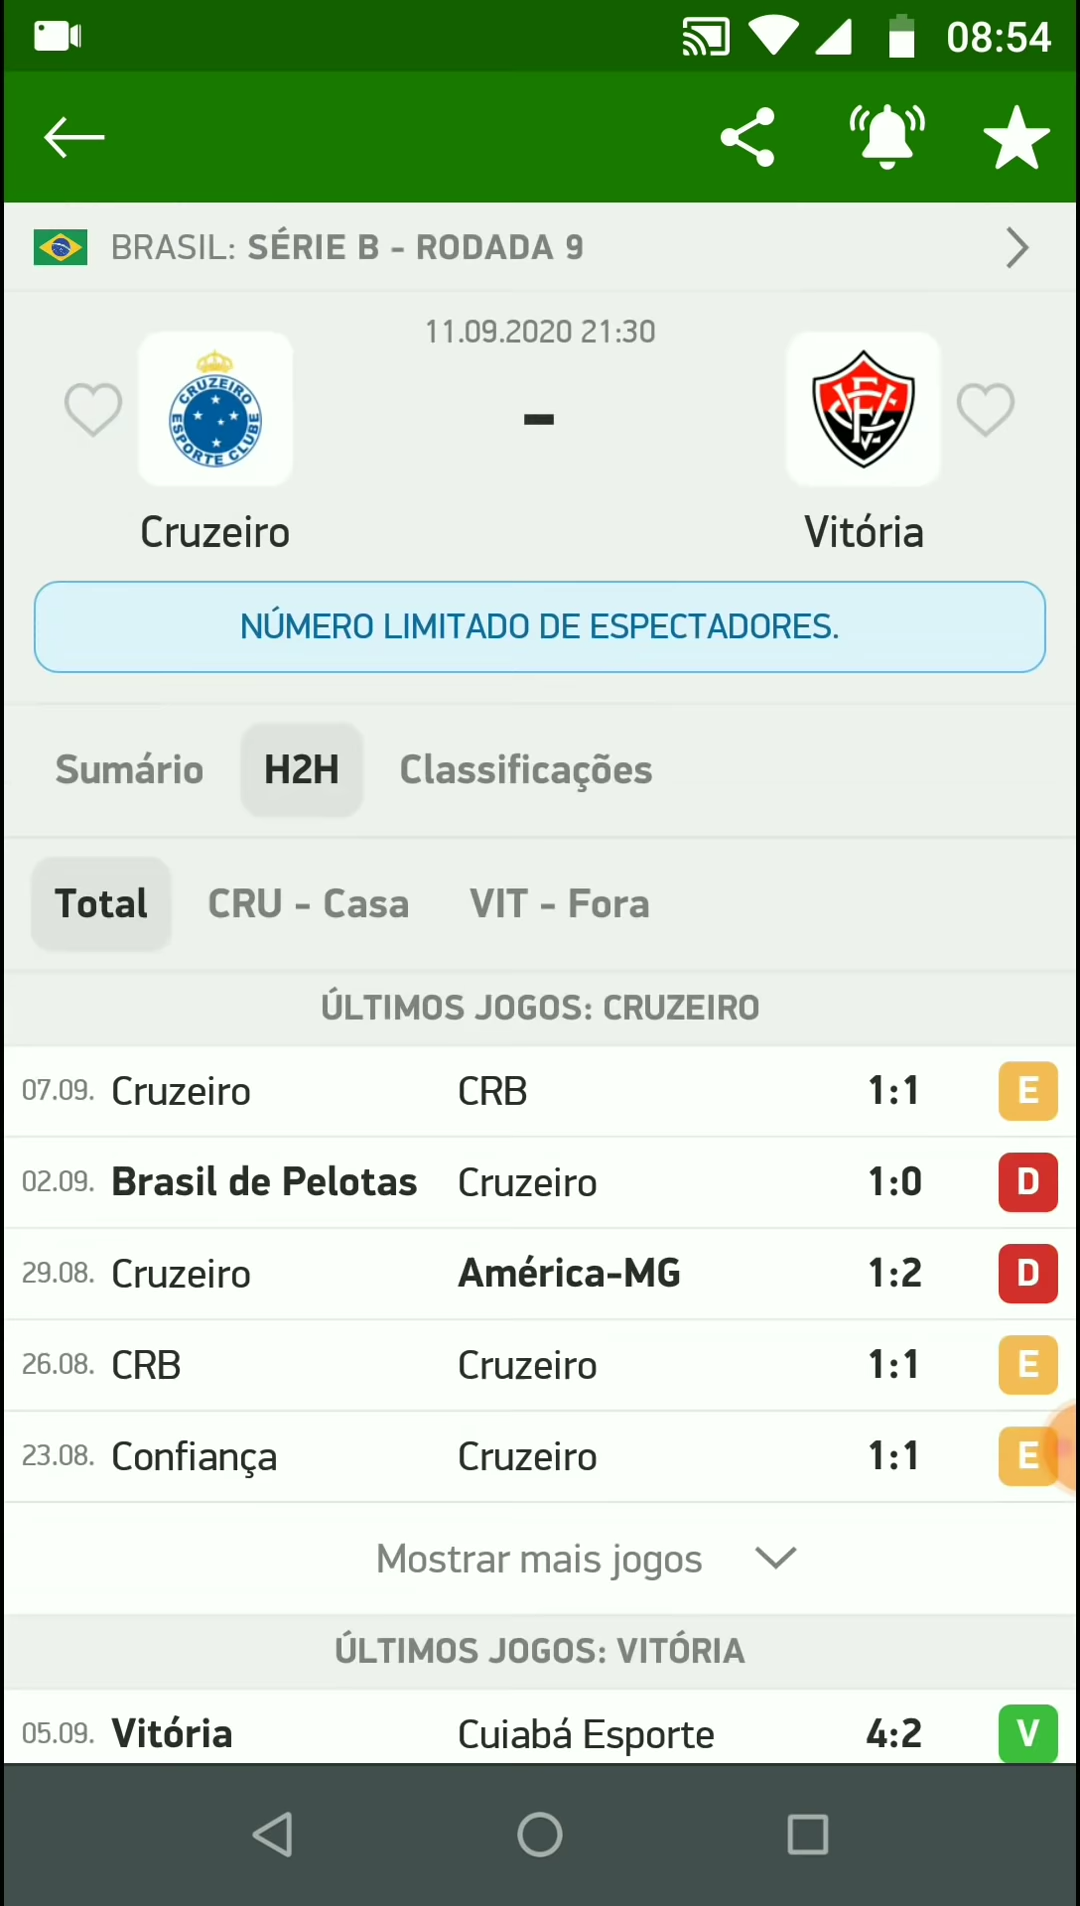 08:54
BRASIL: SÉRIE B - RODADA 9
11.09.2020 21:30
CRUZEIRO
ESPORTE CLUBE
-
Cruzeiro Vitória
NÚMERO LIMITADO DE ESPECTADORES.
Sumário H2H Classificações
Total CRU - Casa VIT - Fora
ÚLTIMOS JOGOS: CRUZEIRO
07.09. Cruzeiro CRB 1:1 E
02.09. Brasil de Pelotas Cruzeiro 1:0 D
29.08. Cruzeiro América-MG 1:2 D
26.08. CRB Cruzeiro 1:1 E
23.08. Confiança Cruzeiro 1:1 E
Mostrar mais jogos
ÚLTIMOS JOGOS: VITÓRIA
05.09. Vitória Cuiabá Esporte 4:2 V